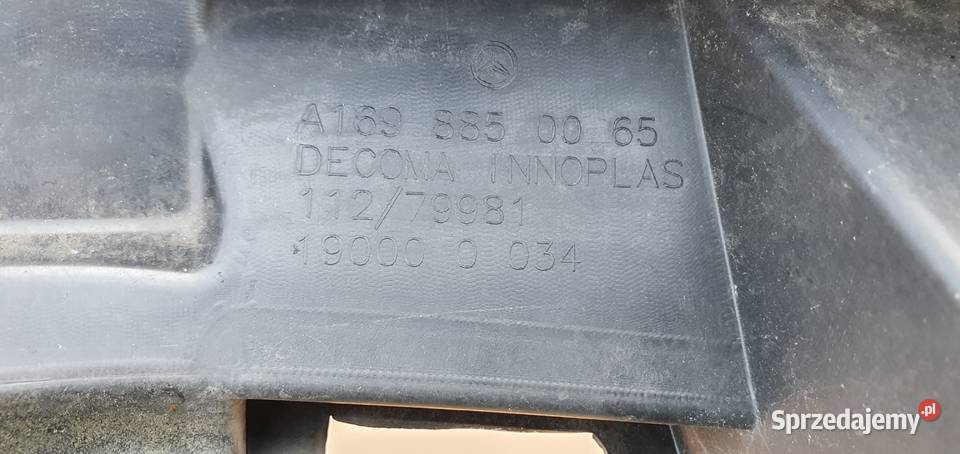 A169 885 00 65
DECOMA INNOPLAS
112/79981
19000 0 034
Sprzedajemy.pl